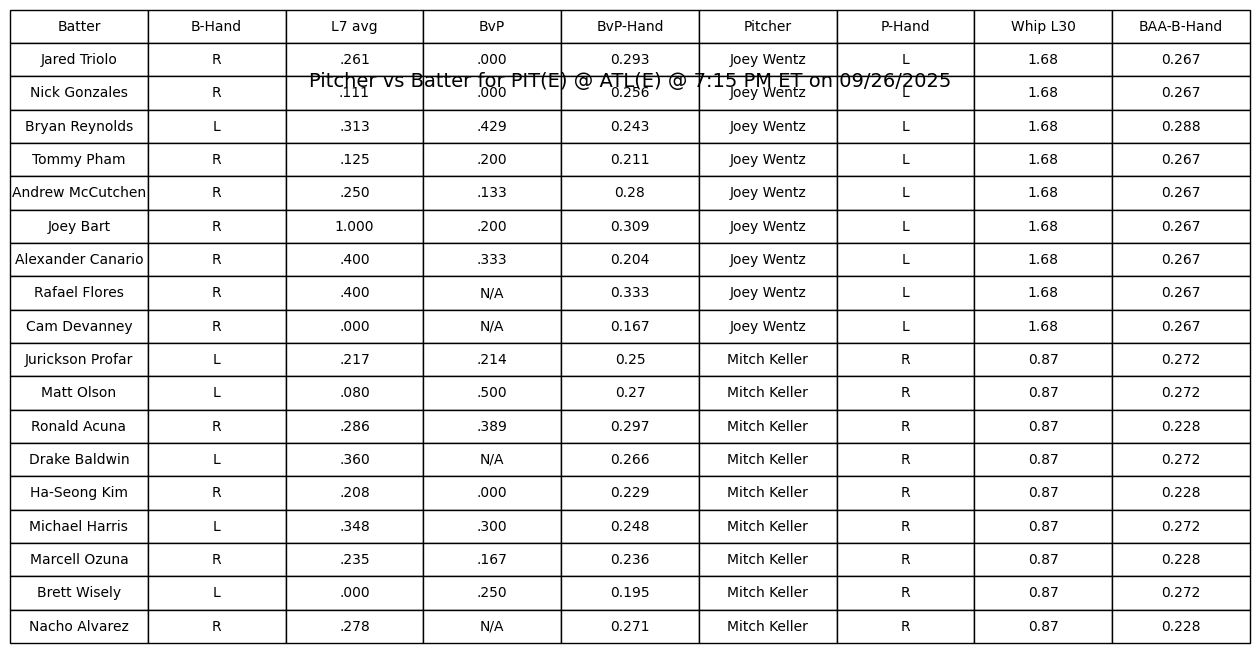 Batter B-Hand L7 avg BvP BvP-Hand Pitcher P-Hand Whip L30 BAA-B-Hand
Jared Triolo R .261 .000 0.293 Joey Wentz L 1.68 0.267
Pitcher vs Batter for PIT(E) @ ATL(E) @ 7:15 PM ET on 09/26/2025
Nick Gonzales R .111 .000 0.256 Joey Wentz L 1.68 0.267
Bryan Reynolds L .313 .429 0.243 Joey Wentz L 1.68 0.288
Tommy Pham R .125 .200 0.211 Joey Wentz L 1.68 0.267
Andrew McCutchen R .250 .133 0.28 Joey Wentz L 1.68 0.267
Joey Bart R 1.000 .200 0.309 Joey Wentz L 1.68 0.267
Alexander Canario R .400 .333 0.204 Joey Wentz L 1.68 0.267
Rafael Flores R .400 N/A 0.333 Joey Wentz L 1.68 0.267
Cam Devanney R .000 N/A 0.167 Joey Wentz L 1.68 0.267
Jurickson Profar L .217 .214 0.25 Mitch Keller R 0.87 0.272
Matt Olson L .080 .500 0.27 Mitch Keller R 0.87 0.272
Ronald Acuna R .286 .389 0.297 Mitch Keller R 0.87 0.228
Drake Baldwin L .360 N/A 0.266 Mitch Keller R 0.87 0.272
Ha-Seong Kim R .208 .000 0.229 Mitch Keller R 0.87 0.228
Michael Harris L .348 .300 0.248 Mitch Keller R 0.87 0.272
Marcell Ozuna R .235 .167 0.236 Mitch Keller R 0.87 0.228
Brett Wisely L .000 .250 0.195 Mitch Keller R 0.87 0.272
Nacho Alvarez R .278 N/A 0.271 Mitch Keller R 0.87 0.228